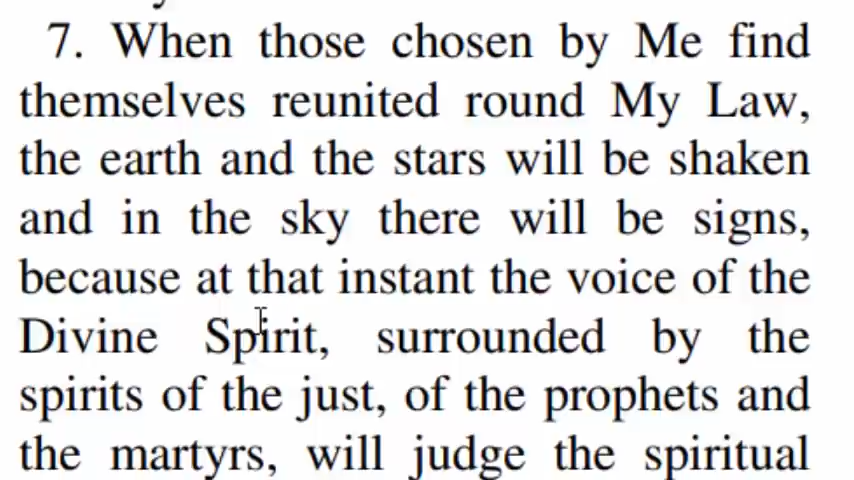 7. When those chosen by Me find
themselves reunited round My Law,
the earth and the stars will be shaken
and in the sky there will be signs,
because at that instant the voice of the
Divine Spirit, surrounded by the
spirits of the just, of the prophets and
the martyrs, will judge the spiritual